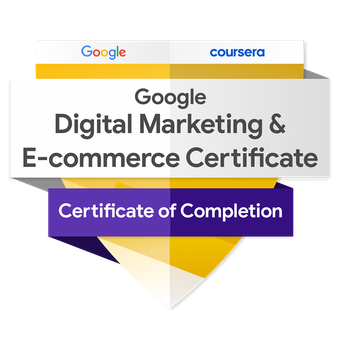 Google coursera
Google
Digital Marketing &
E-commerce Certificate
Certificate of Completion